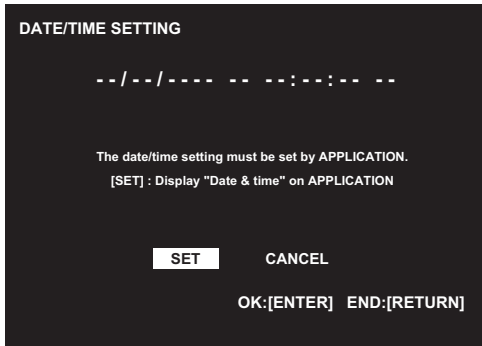 DATE/TIME SETTING
--/--/---- -- --:--:-- --
The date/time setting must be set by APPLICATION.
[SET] : Display "Date & time" on APPLICATION
SET CANCEL
OK:[ENTER] END:[RETURN]